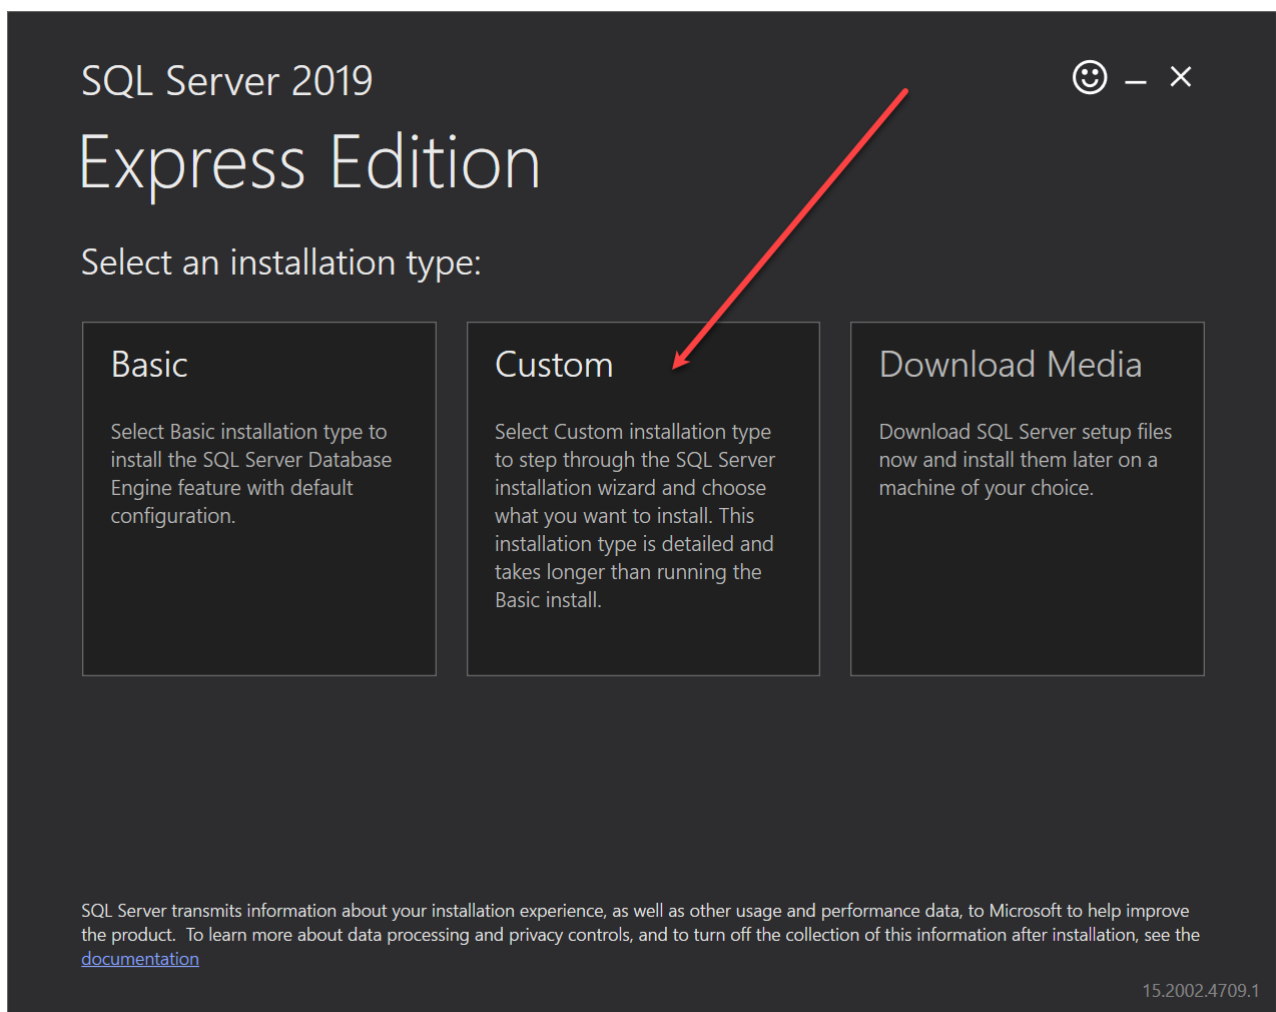 SQL Server 2019
Express Edition
Select an installation type:
Basic
Select Basic installation type to
install the SQL Server Database
Engine feature with default
configuration.
Custom
Select Custom installation type
to step through the SQL Server
installation wizard and choose
what you want to install. This
installation type is detailed and
takes longer than running the
Basic install.
Download Media
Download SQL Server setup files
now and install them later on a
machine of your choice.
SQL Server transmits information about your installation experience, as well as other usage and performance data, to Microsoft to help improve
the product.  To learn more about data processing and privacy controls, and to turn off the collection of this information after installation, see the
documentation
15.2002.4709.1